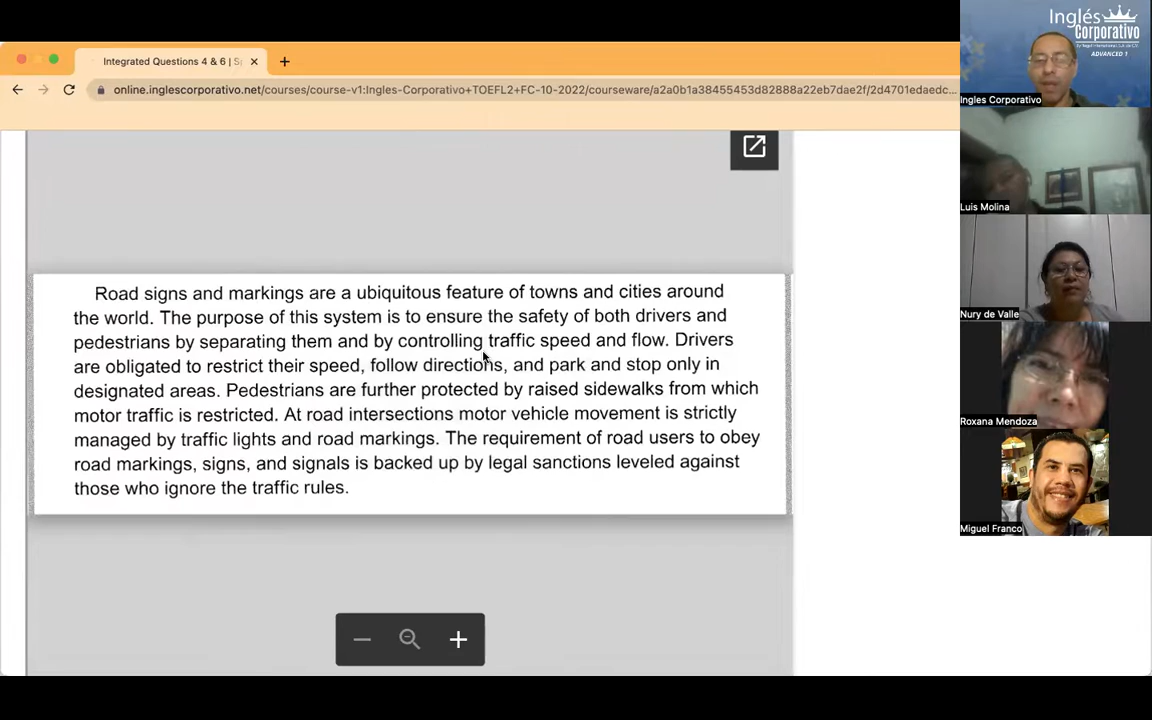 Inglés
Corporativo
ADVANCED 1
Integrated Questions 4 & 6 | S
online.inglescorporativo.net/courses/course-v1:Ingles-Corporativo+TOEFL2+FC-10-2022/courseware/a2a0b1a38455453d82888a22eb7dae2f/2d4701edaedc...
Ingles Corporativo
Luis Molina
Nury de Valle
Roxana Mendoza
Miguel Franco
Road signs and markings are a ubiquitous feature of towns and cities around
the world. The purpose of this system is to ensure the safety of both drivers and
pedestrians by separating them and by controlling traffic speed and flow. Drivers
are obligated to restrict their speed, follow directions, and park and stop only in
designated areas. Pedestrians are further protected by raised sidewalks from which
motor traffic is restricted. At road intersections motor vehicle movement is strictly
managed by traffic lights and road markings. The requirement of road users to obey
road markings, signs, and signals is backed up by legal sanctions leveled against
those who ignore the traffic rules.